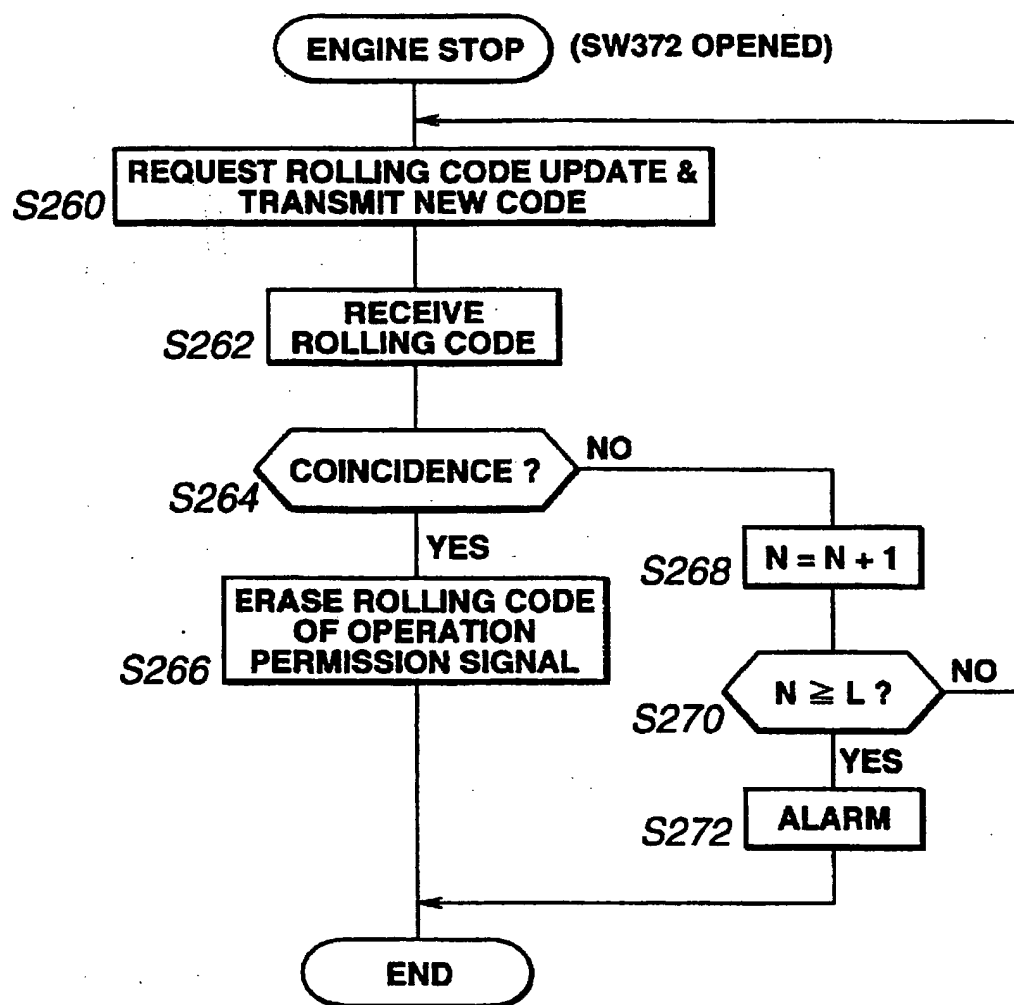 ENGINE STOP (SW372 OPENED)
REQUEST ROLLING CODE UPDATE &
TRANSMIT NEW CODE
S260
RECEIVE
ROLLING CODE
S262
COINCIDENCE ?
NO
S264
YES
N = N + 1
S268
ERASE ROLLING CODE
OF OPERATION
PERMISSION SIGNAL
S266
N ≧ L ?
NO
S270
YES
ALARM
S272
END